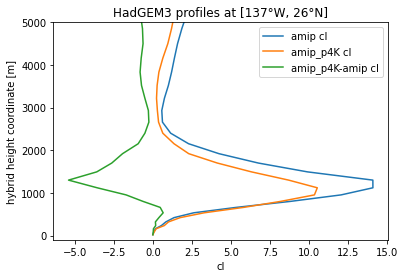 HadGEM3 profiles at [137°W, 26°N]
amip cl
amip_p4K cl
amip_p4K-amip cl
hybrid height coordinate [m]
5000
4000
3000
2000
1000
0
−5.0 −2.5 0.0 2.5 5.0 7.5 10.0 12.5 15.0
cl